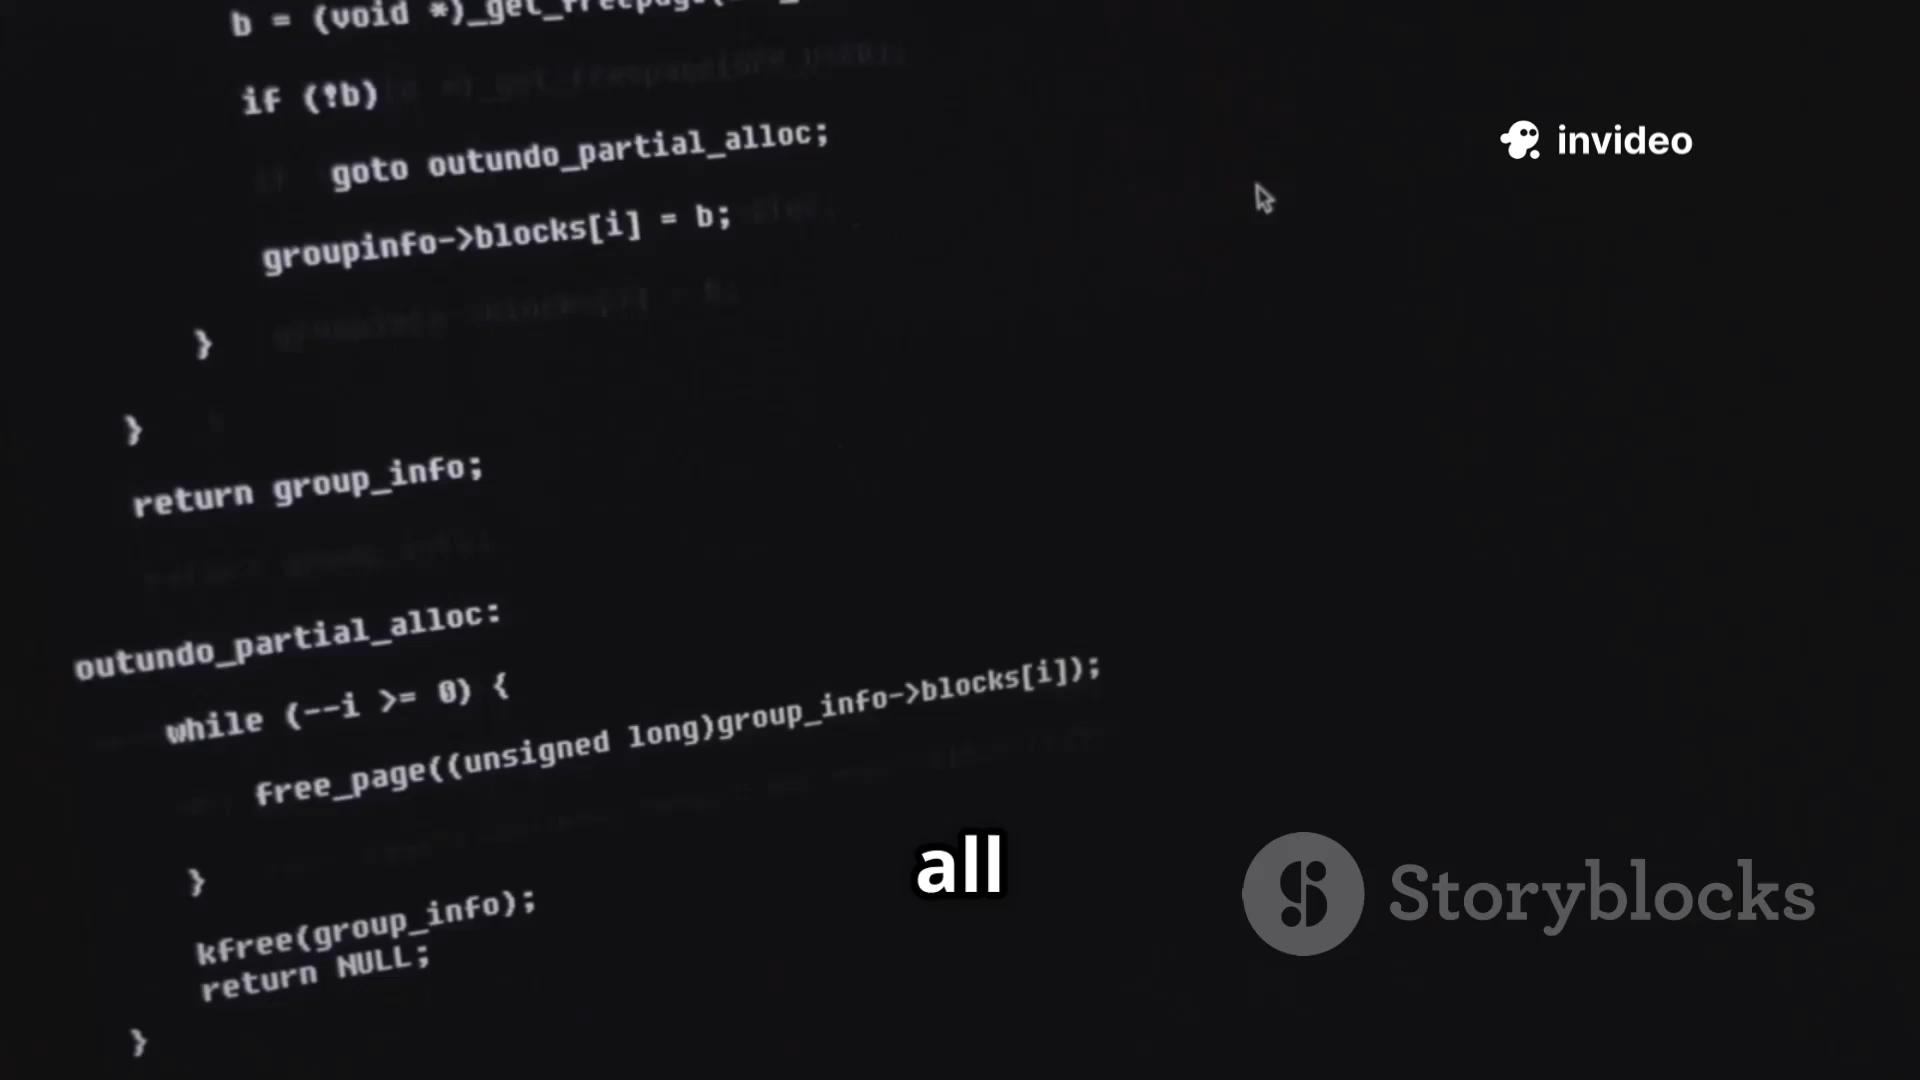 b = (void *)_get_freepage(
if (!b)
goto outundo_partial_alloc;
invideo
groupinfo->blocks[i] = b;
}
}
return group_info;
outundo_partial_alloc:
while (--i >= 0) {
free_page((unsigned long)group_info->blocks[i]);
}
all
Storyblocks
kfree(group_info);
return NULL;
}